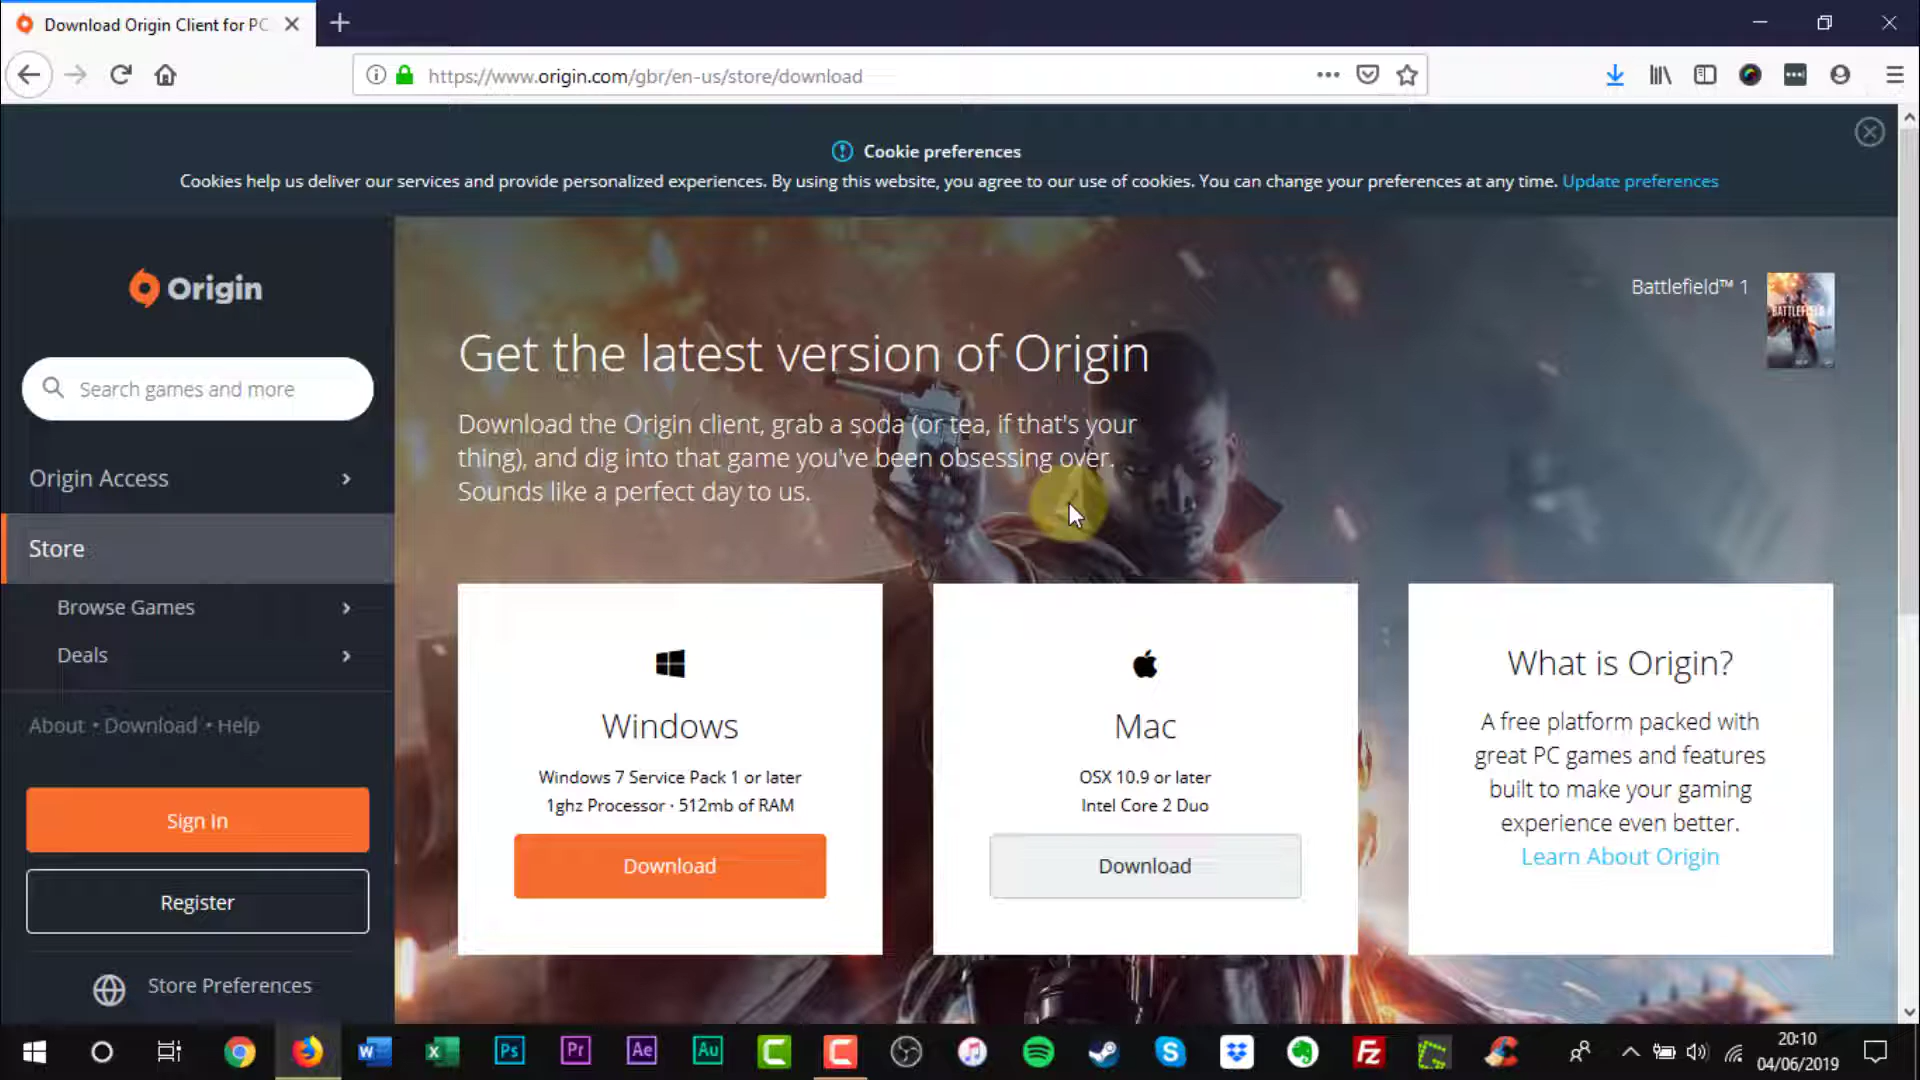 Download Origin Client for PC
https://www.origin.com/gbr/en-us/store/download
Cookie preferences
Cookies help us deliver our services and provide personalized experiences. By using this website, you agree to our use of cookies. You can change your preferences at any time. Update preferences
Origin
Search games and more
Origin Access
Store
Browse Games
Deals
About • Download • Help
Sign In
Register
Store Preferences
Battlefield™ 1
BATTLEFIELD
Get the latest version of Origin
Download the Origin client, grab a soda (or tea, if that's your
thing), and dig into that game you've been obsessing over.
Sounds like a perfect day to us.
Windows
Windows 7 Service Pack 1 or later
1ghz Processor · 512mb of RAM
Download
Mac
OSX 10.9 or later
Intel Core 2 Duo
Download
What is Origin?
A free platform packed with
great PC games and features
built to make your gaming
experience even better.
Learn About Origin
Ps
Pr
Ae
Au
20:10
04/06/2019